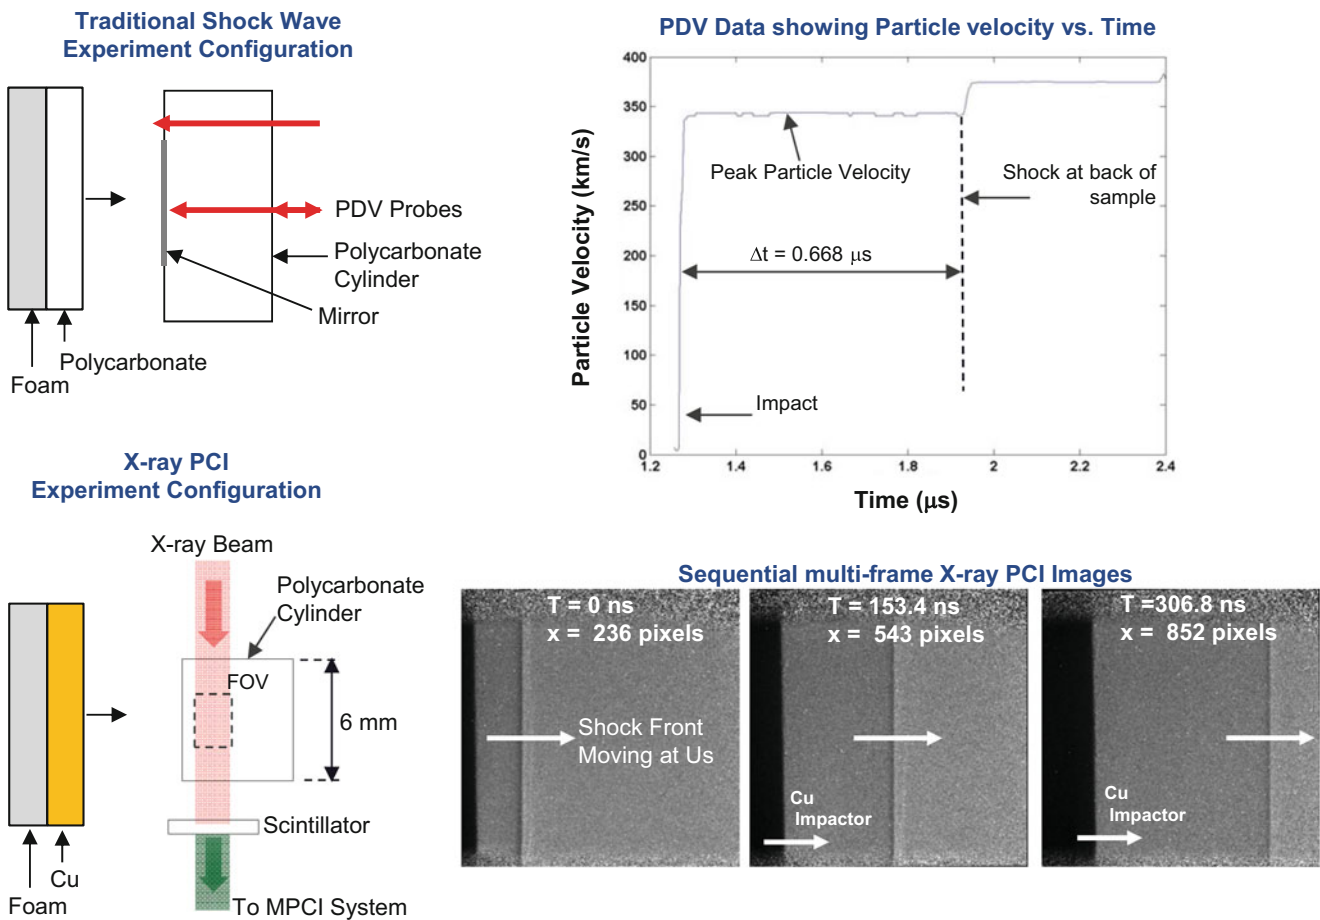 Traditional Shock Wave
Experiment Configuration
PDV Probes
Polycarbonate
Cylinder
Mirror
Polycarbonate
Foam
PDV Data showing Particle velocity vs. Time
Particle Velocity (km/s)
400
350
300
250
200
150
100
50
0
Peak Particle Velocity
Shock at back of
sample
Δt = 0.668 μs
Impact
1.2
1.4
1.6
1.8
2
2.2
2.4
Time (μs)
X-ray PCI
Experiment Configuration
X-ray Beam
Polycarbonate
Cylinder
FOV
6 mm
Scintillator
Cu
Foam
To MPCI System
Sequential multi-frame X-ray PCI Images
T = 0 ns
x = 236 pixels
Shock Front
Moving at Us
T = 153.4 ns
x = 543 pixels
Cu
Impactor
T =306.8 ns
x = 852 pixels
Cu
Impactor